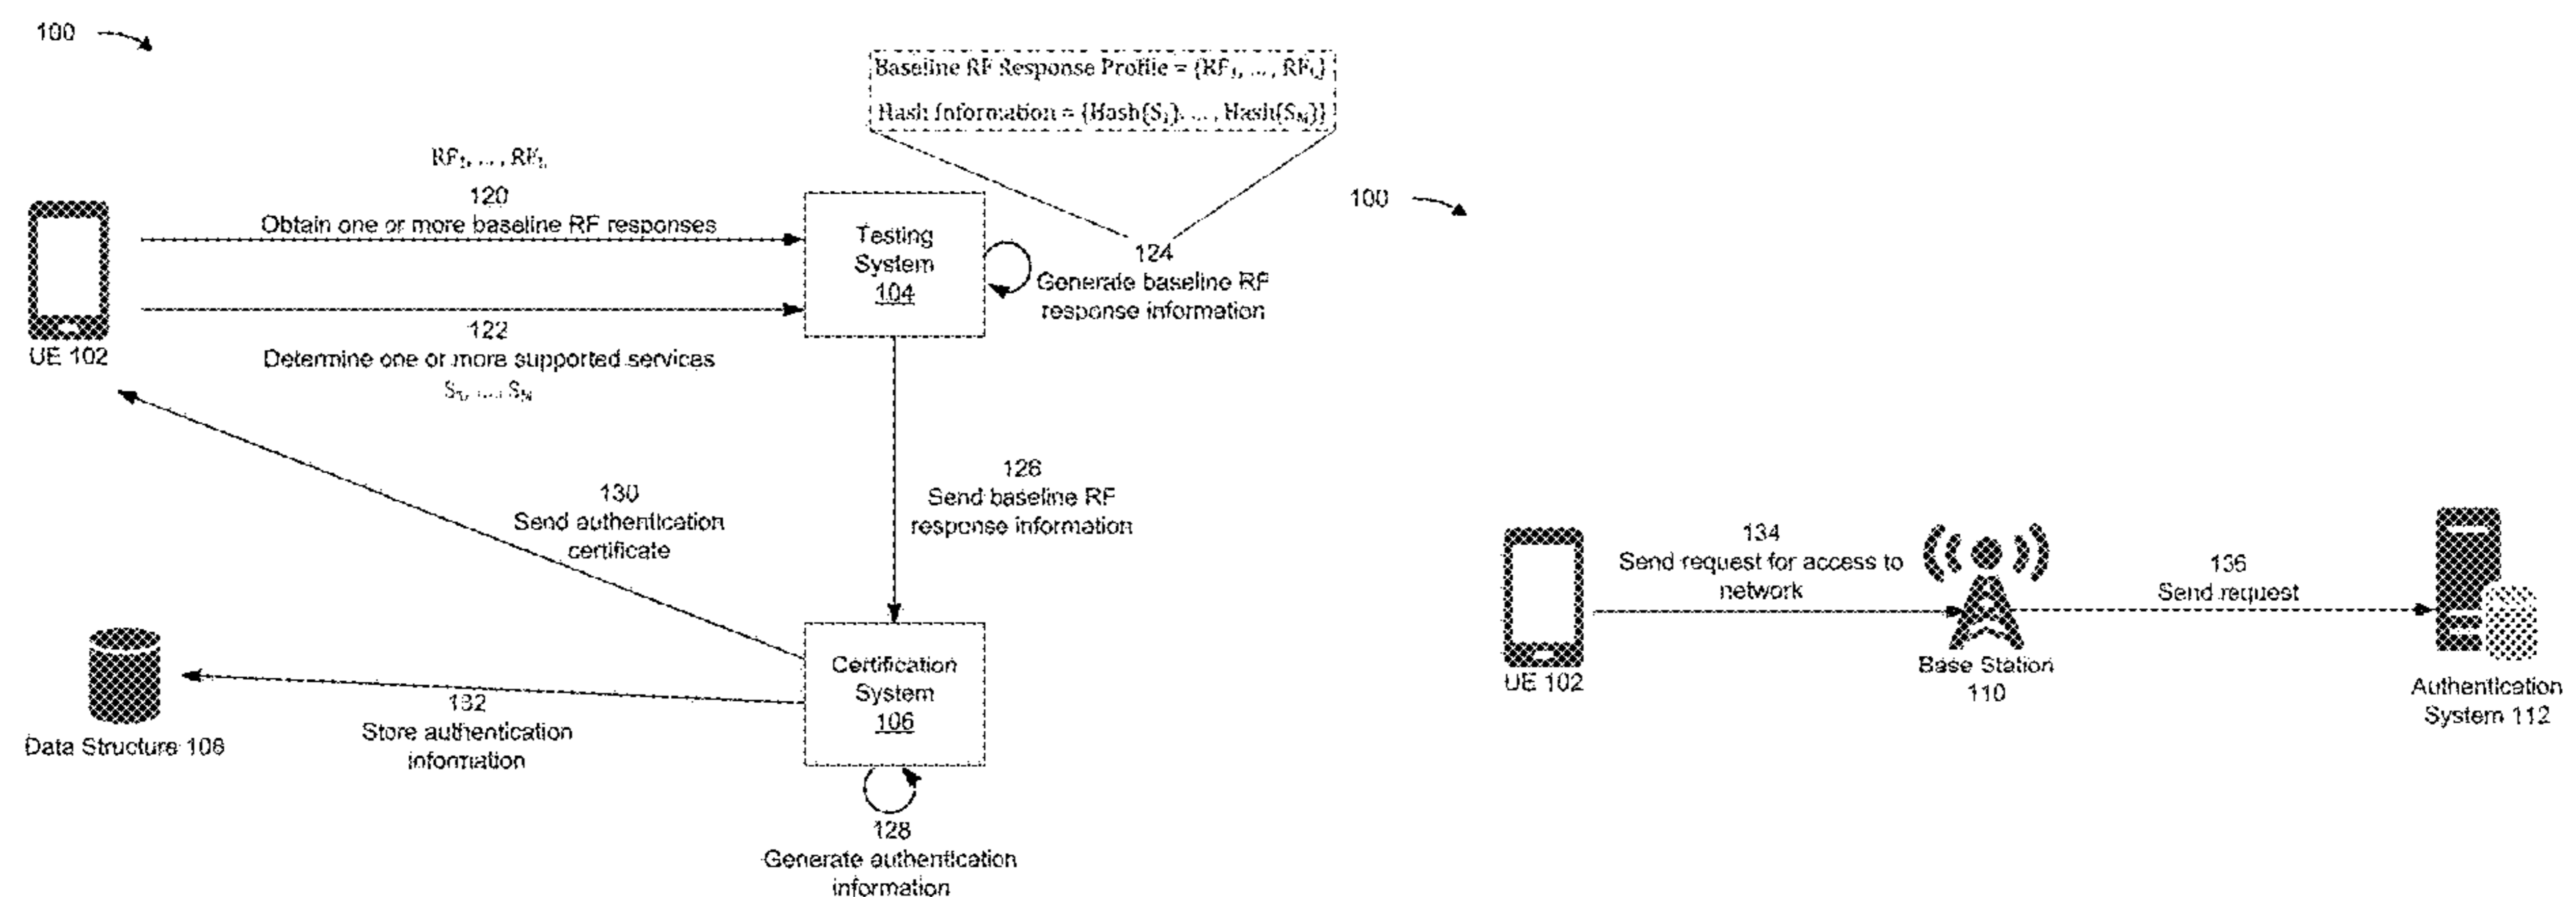 100
Baseline RF Response Profile = {RF₁, ... , RF_L}
Hash Information = {Hash(S₁), ... , Hash(S_M)}
RF₁, ... , RF_L
120
Obtain one or more baseline RF responses
Testing
System
104
124
Generate baseline RF
response information
UE 102
122
Determine one or more supported services
S₁, ... , S_M
126
Send baseline RF
response information
130
Send authentication
certificate
Certification
System
106
132
Store authentication
information
Data Structure 108
128
Generate authentication
information
100
134
Send request for access to
network
136
Send request
UE 102
Base Station
110
Authentication
System 112